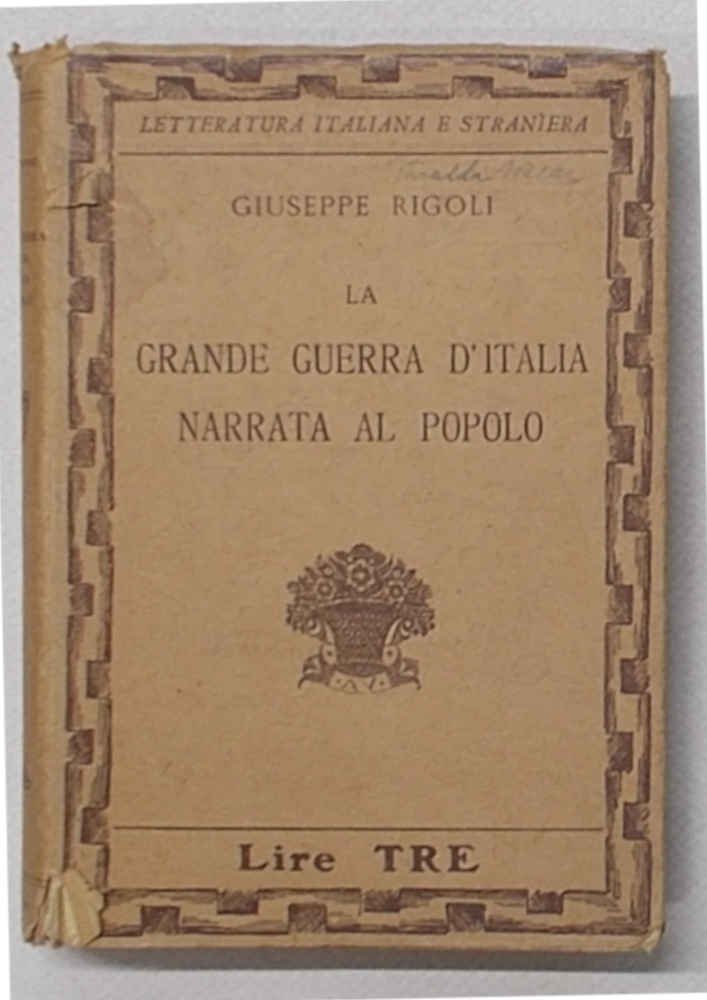 LETTERATURA ITALIANA E STRANIERA
GIUSEPPE RIGOLI
LA
GRANDE GUERRA D'ITALIA
NARRATA AL POPOLO
Lire TRE